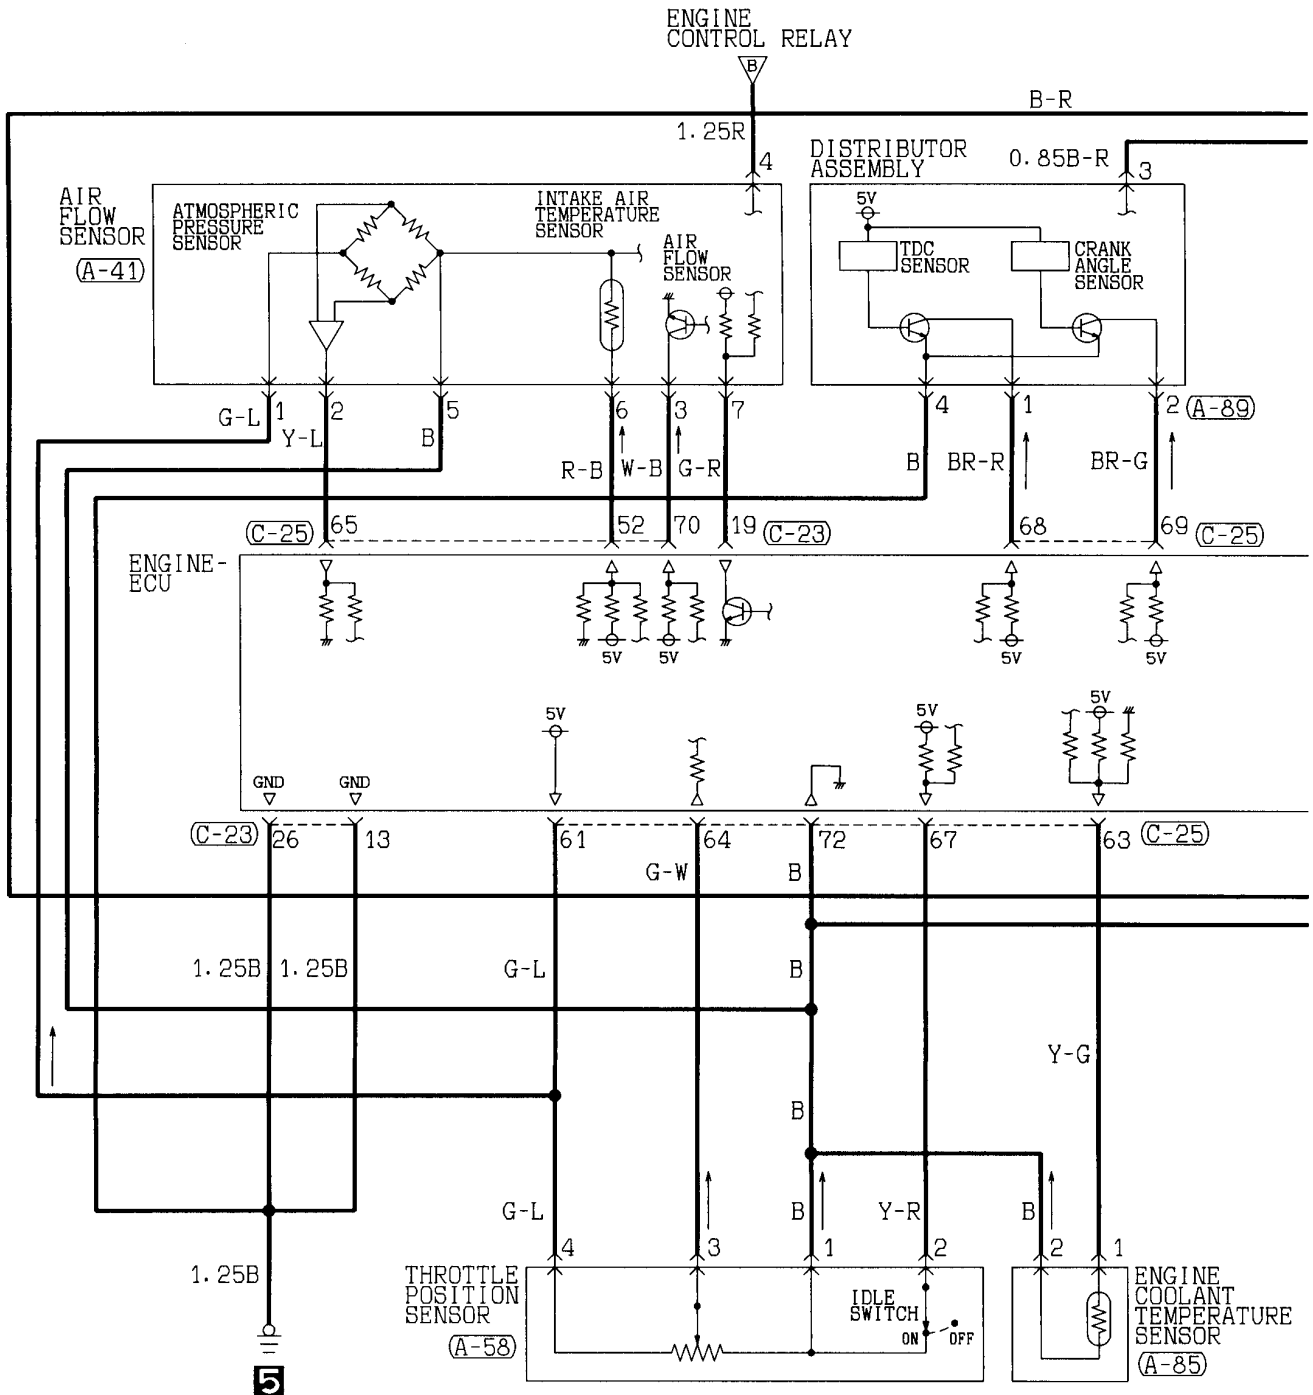 ENGINE
CONTROL RELAY
B
B-R
1.25R
4
DISTRIBUTOR
ASSEMBLY
0.85B-R
3
AIR
FLOW
SENSOR
(A-41)
ATMOSPHERIC
PRESSURE
SENSOR
INTAKE AIR
TEMPERATURE
SENSOR
AIR
FLOW
SENSOR
5V
TDC
SENSOR
CRANK
ANGLE
SENSOR
G-L 1 2 5 6 3 7 4 1 2 (A-89)
Y-L B R-B W-B G-R B BR-R BR-G
(C-25) 65 52 70 19 (C-23) 68 69 (C-25)
ENGINE-
ECU
5V 5V 5V 5V
5V 5V 5V
GND GND
(C-23) 26 13 61 64 72 67 63 (C-25)
G-W B
1.25B 1.25B G-L B
Y-G
B
G-L B Y-R B
4 3 1 2 2 1
1.25B
THROTTLE
POSITION
SENSOR
(A-58)
IDLE
SWITCH
ON OFF
ENGINE
COOLANT
TEMPERATURE
SENSOR
(A-85)
5